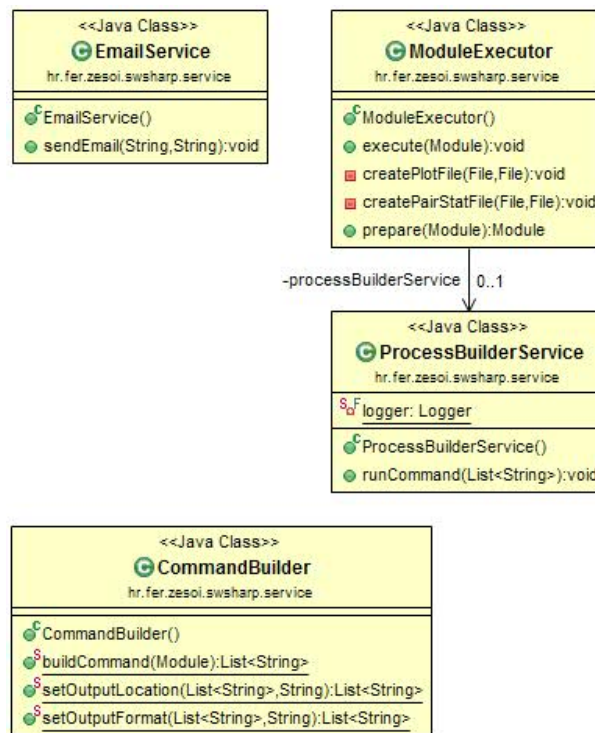 <<Java Class>>
EmailService
hr.fer.zesoi.swsharp.service
EmailService()
sendEmail(String,String):void
<<Java Class>>
ModuleExecutor
hr.fer.zesoi.swsharp.service
ModuleExecutor()
execute(Module):void
createPlotFile(File,File):void
createPairStatFile(File,File):void
prepare(Module):Module
-processBuilderService 0..1
<<Java Class>>
ProcessBuilderService
hr.fer.zesoi.swsharp.service
logger: Logger
ProcessBuilderService()
runCommand(List<String>):void
<<Java Class>>
CommandBuilder
hr.fer.zesoi.swsharp.service
CommandBuilder()
buildCommand(Module):List<String>
setOutputLocation(List<String>,String):List<String>
setOutputFormat(List<String>,String):List<String>